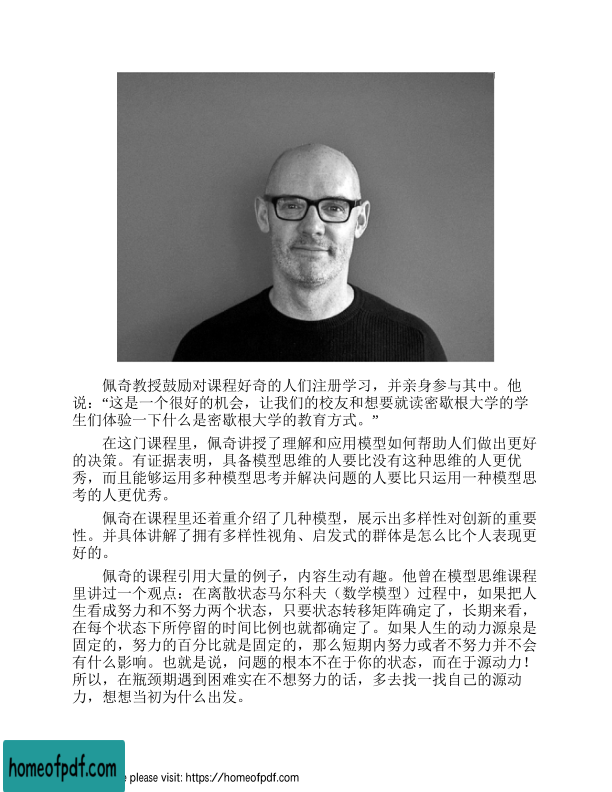 佩奇教授鼓励对课程好奇的人们注册学习，并亲身参与其中。他
说：“这是一个很好的机会，让我们的校友和想要就读密歇根大学的学
生们体验一下什么是密歇根大学的教育方式。”
在这门课程里，佩奇讲授了理解和应用模型如何帮助人们做出更好
的决策。有证据表明，具备模型思维的人要比没有这种思维的人更优
秀，而且能够运用多种模型思考并解决问题的人要比只运用一种模型思
考的人更优秀。
佩奇在课程里还着重介绍了几种模型，展示出多样性对创新的重要
性。并具体讲解了拥有多样性视角、启发式的群体是怎么比个人表现更
好的。
佩奇的课程引用大量的例子，内容生动有趣。他曾在模型思维课程
里讲过一个观点：在离散状态马尔科夫（数学模型）过程中，如果把人
生看成努力和不努力两个状态，只要状态转移矩阵确定了，长期来看，
在每个状态下所停留的时间比例也就都确定了。如果人生的动力源泉是
固定的，努力的百分比就是固定的，那么短期内努力或者不努力并不会
有什么影响。也就是说，问题的根本不在于你的状态，而在于源动力！
所以，在瓶颈期遇到困难实在不想努力的话，多去找一找自己的源动
力，想想当初为什么出发。
homeofpdf.com
please visit: https://homeofpdf.com